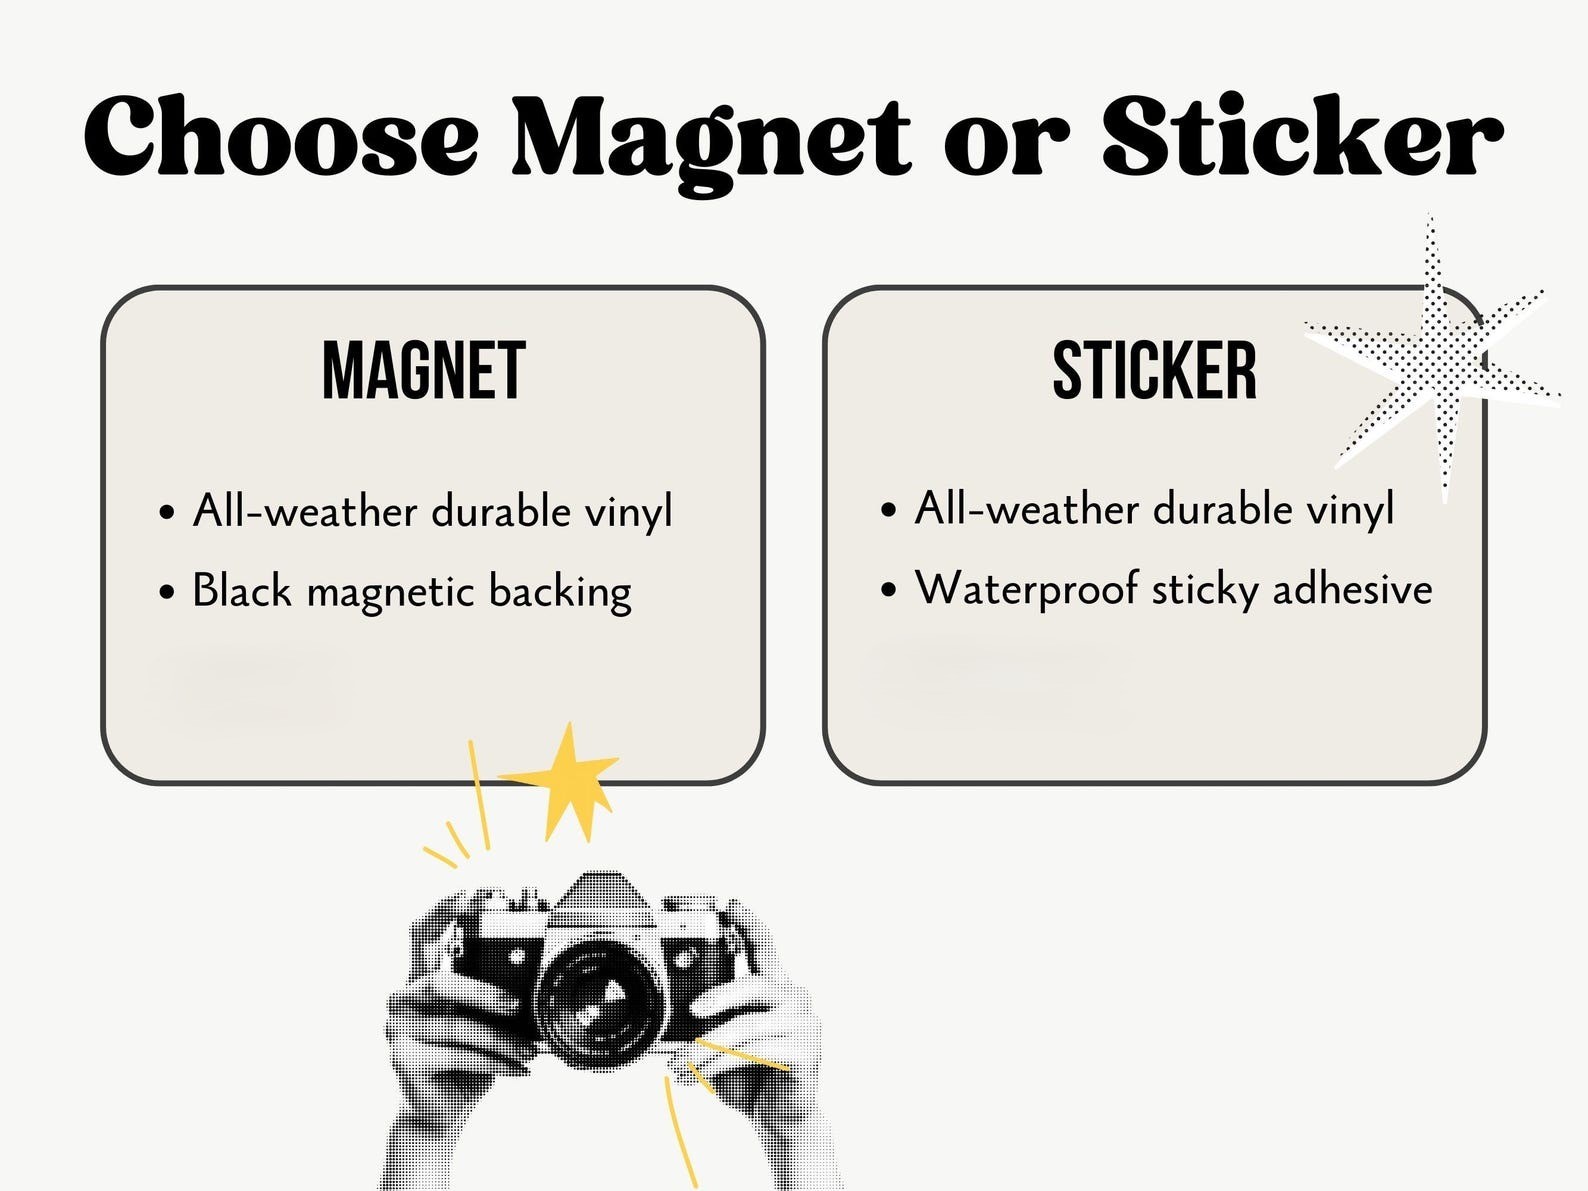 Choose Magnet or Sticker
MAGNET
• All-weather durable vinyl
• Black magnetic backing
STICKER
• All-weather durable vinyl
• Waterproof sticky adhesive